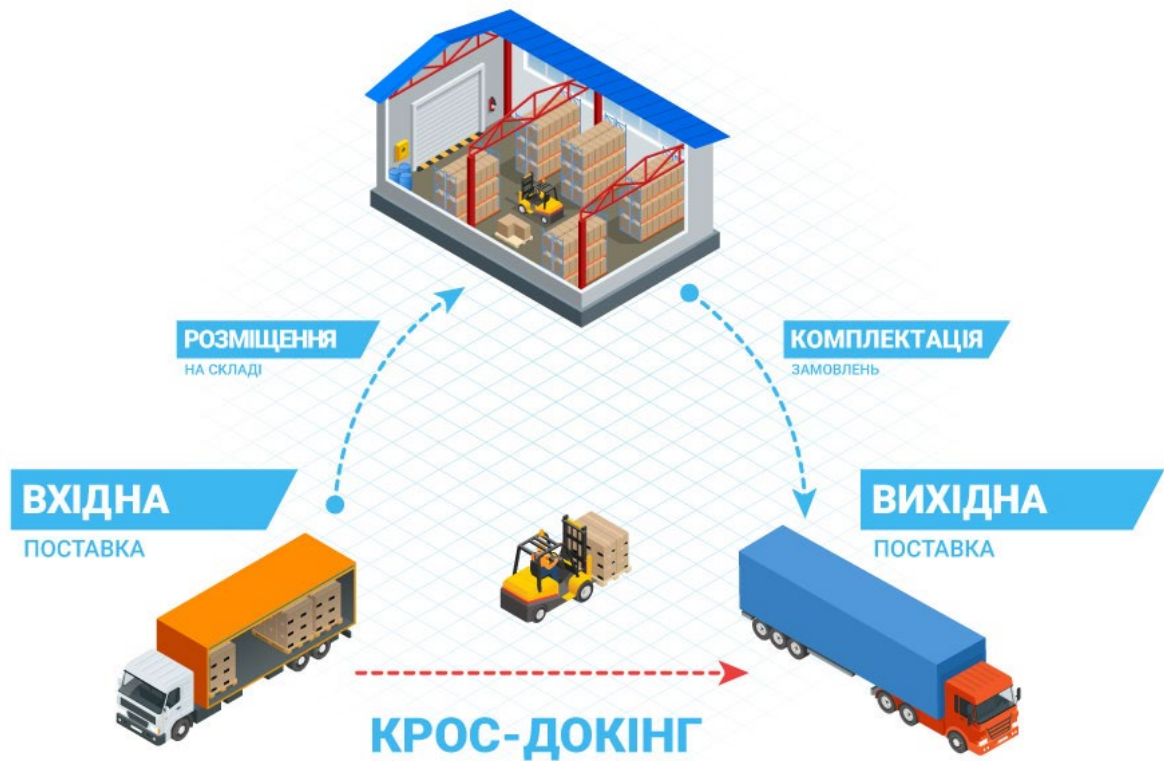 РОЗМІЩЕННЯ
НА СКЛАДІ
КОМПЛЕКТАЦІЯ
ЗАМОВЛЕНЬ
ВХІДНА
ПОСТАВКА
ВИХІДНА
ПОСТАВКА
КРОС-ДОКІНГ